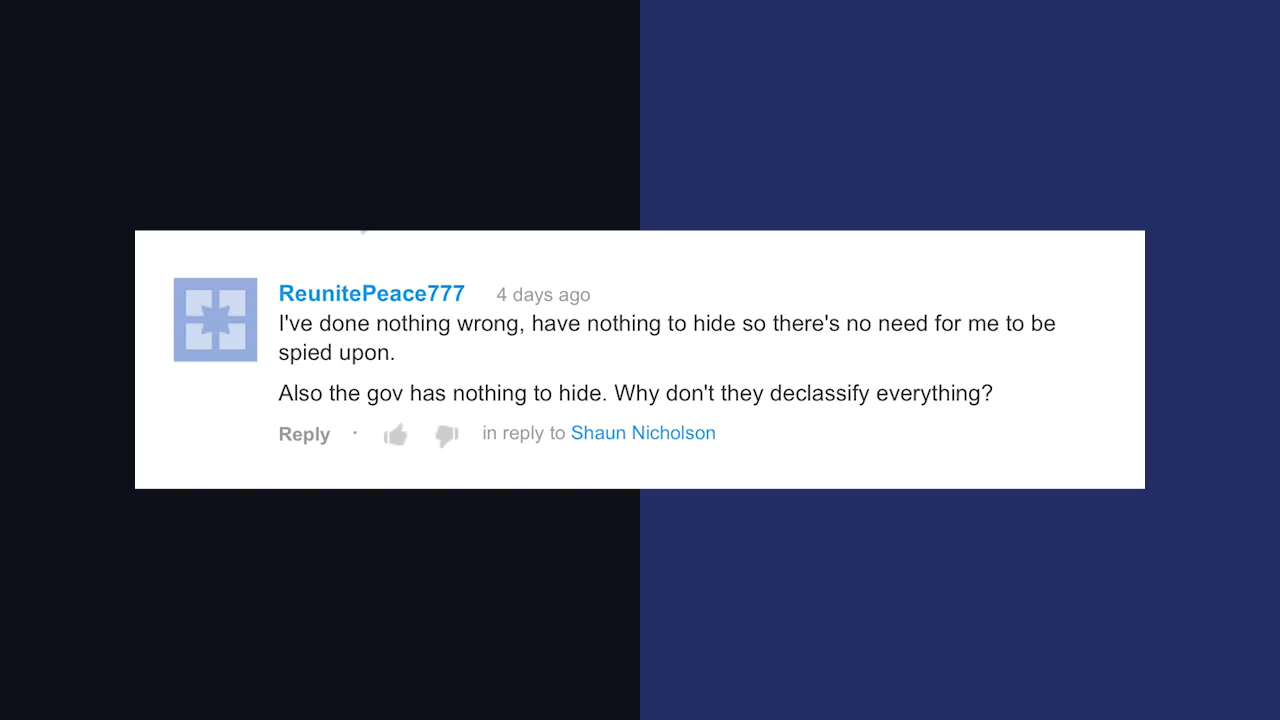 ReunitePeace777 4 days ago
I've done nothing wrong, have nothing to hide so there's no need for me to be
spied upon.
Also the gov has nothing to hide. Why don't they declassify everything?
Reply · in reply to Shaun Nicholson